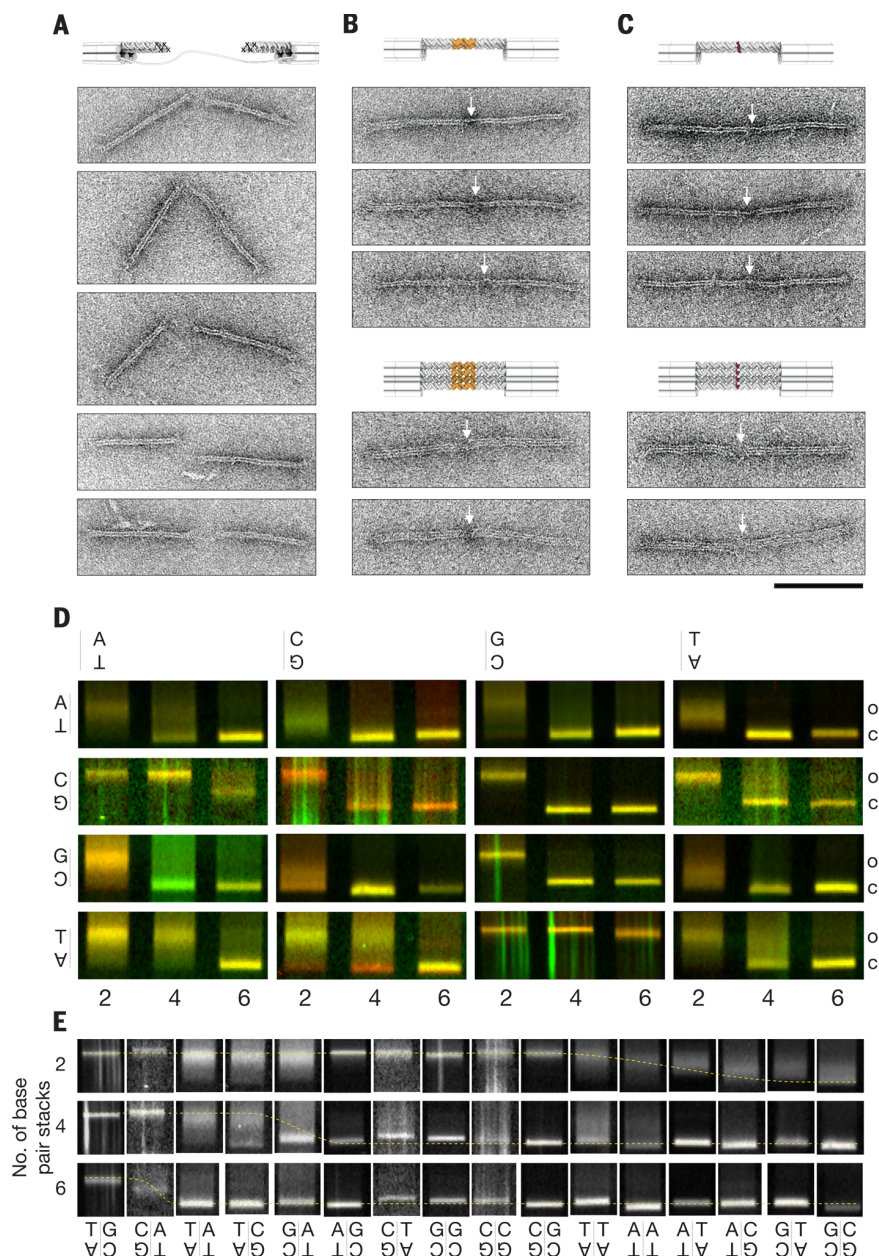 A
B
C
D
A C G T
T G C A
A
T
o
c
C
G
o
c
G
C
o
c
T
A
o
c
2 4 6 2 4 6 2 4 6 2 4 6
E
No. of base
pair stacks
2
4
6
T G C A T A T C G A A G C T G G C C C G T T A A A T A C G T G C
A C G T A T A G C T T C G A C C G G G C A A T T T A T G C A C G